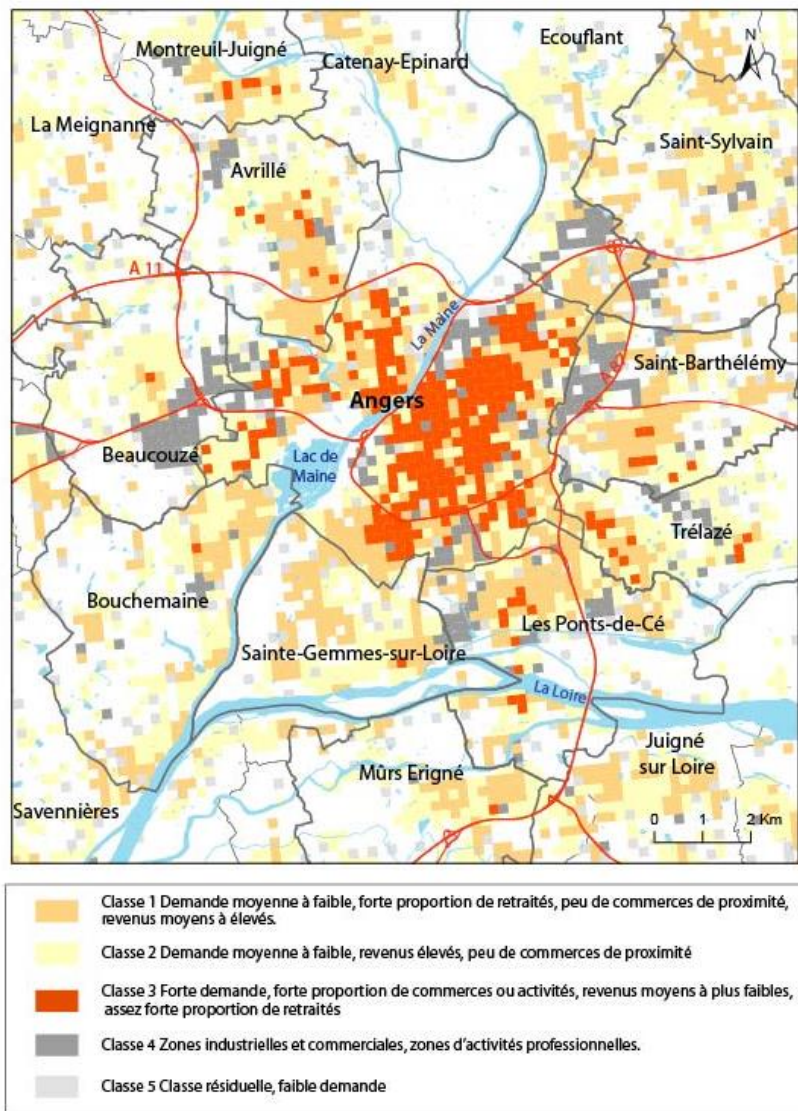 Montreuil-Juigné
Ecouflant
N
Catenay-Epinard
La Meignanne
Saint-Sylvain
Avrillé
A 11
La Maine
A 87
Saint-Barthélémy
Angers
Beaucouzé
Lac de
Maine
Trélazé
Bouchemaine
Les Ponts-de-Cé
Sainte-Gemmes-sur-Loire
La Loire
Juigné
sur Loire
Mûrs Erigné
Savennières
0 1 2 Km
Classe 1 Demande moyenne à faible, forte proportion de retraités, peu de commerces de proximité,
revenus moyens à élevés.
Classe 2 Demande moyenne à faible, revenus élevés, peu de commerces de proximité
Classe 3 Forte demande, forte proportion de commerces ou activités, revenus moyens à plus faibles,
assez forte proportion de retraités
Classe 4 Zones industrielles et commerciales, zones d'activités professionnelles.
Classe 5 Classe résiduelle, faible demande